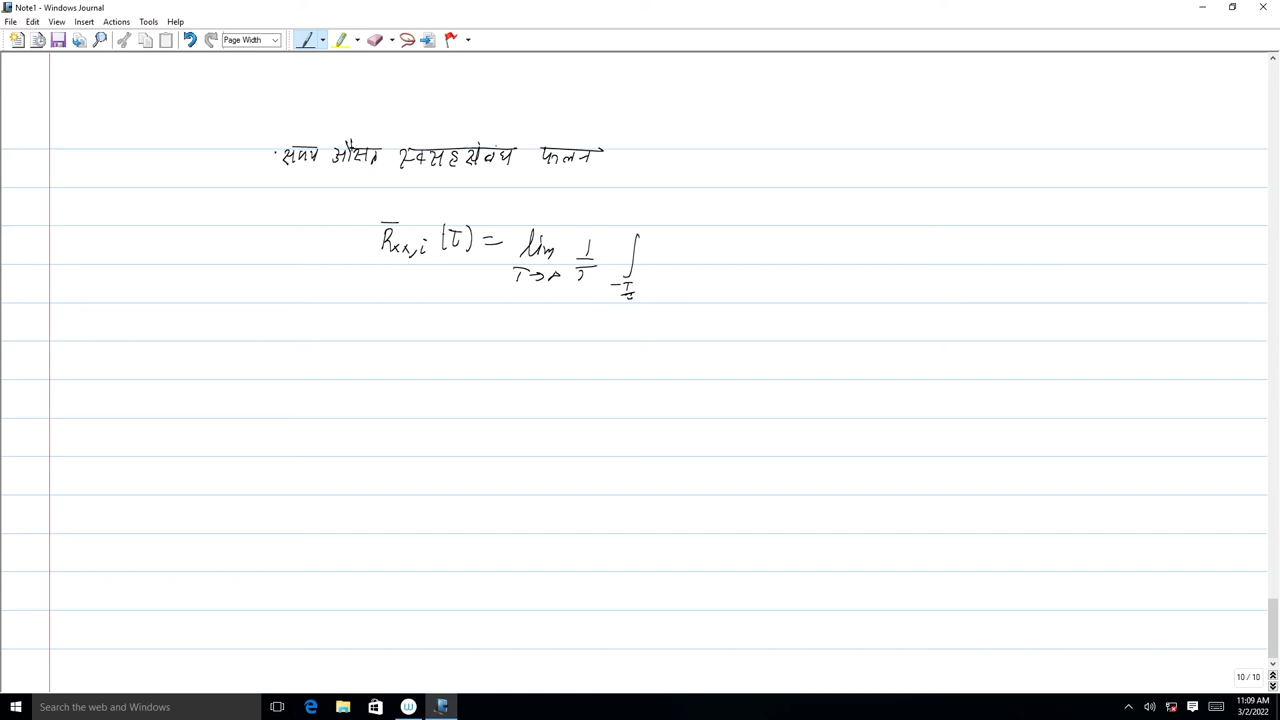 Note1 - Windows Journal
File Edit View Insert Actions Tools Help
Page Width
समय औसत स्वसहसंबंध फलन
R̅xx,i (τ) = lim T→∞ 1/T ∫ -T/2
10 / 10
Search the web and Windows
11:09 AM
3/2/2022